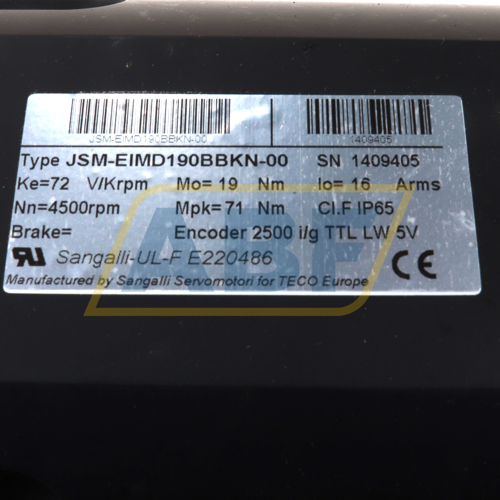 JSM-EIMD190BBKN-00 1409405
Type JSM-EIMD190BBKN-00 SN 1409405
Ke=72 V/Krpm Mo= 19 Nm Io= 16 Arms
Nn=4500rpm Mpk= 71 Nm Cl.F IP65
Brake= Encoder 2500 i/g TTL LW 5V
Sangalli-UL-F E220486 CE
Manufactured by Sangalli Servomotori for TECO Europe
ABF